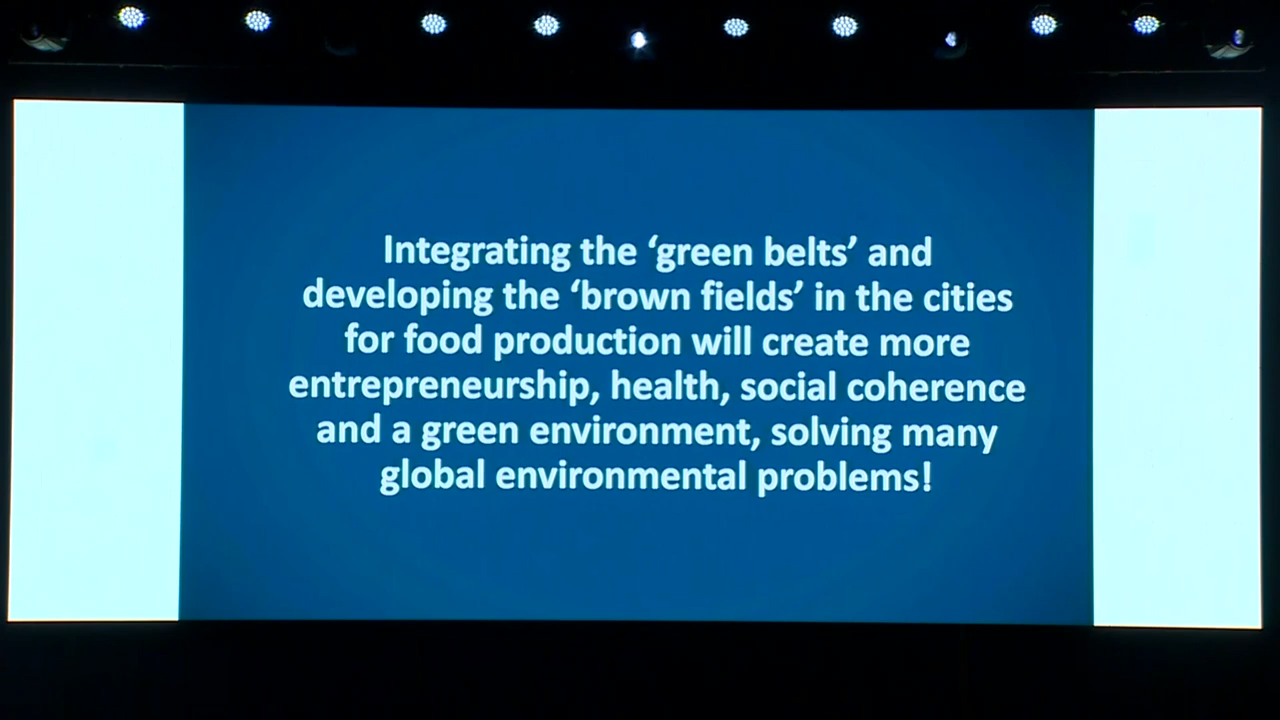 Integrating the ‘green belts’ and
developing the ‘brown fields’ in the cities
for food production will create more
entrepreneurship, health, social coherence
and a green environment, solving many
global environmental problems!